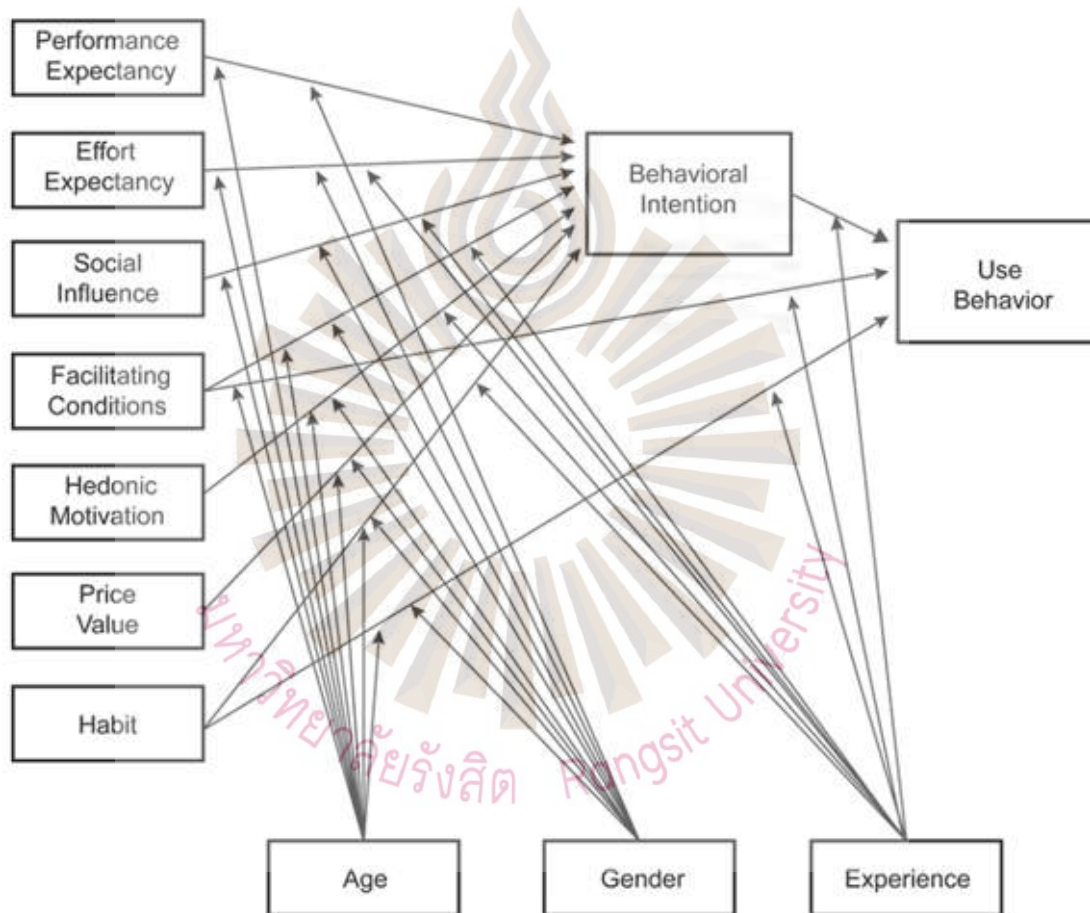 Performance
Expectancy
Effort
Expectancy
Social
Influence
Facilitating
Conditions
Hedonic
Motivation
Price
Value
Habit
Behavioral
Intention
Use
Behavior
Age
Gender
Experience
มหาวิทยาลัยรังสิต Rangsit University